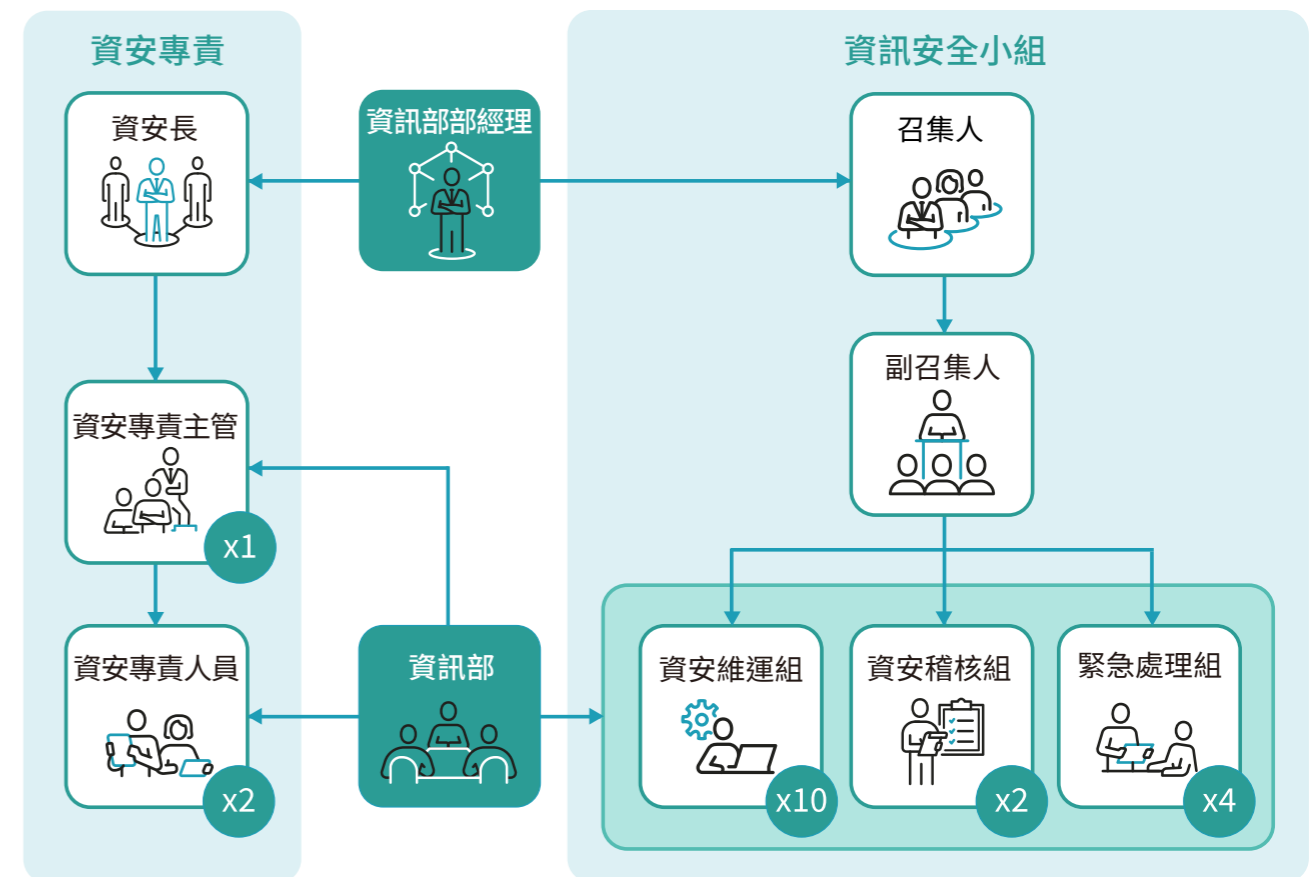 資安專責
資訊安全小組
資安長
資訊部部經理
召集人
副召集人
資安專責主管
x1
資安專責人員
x2
資訊部
資安維運組
x10
資安稽核組
x2
緊急處理組
x4